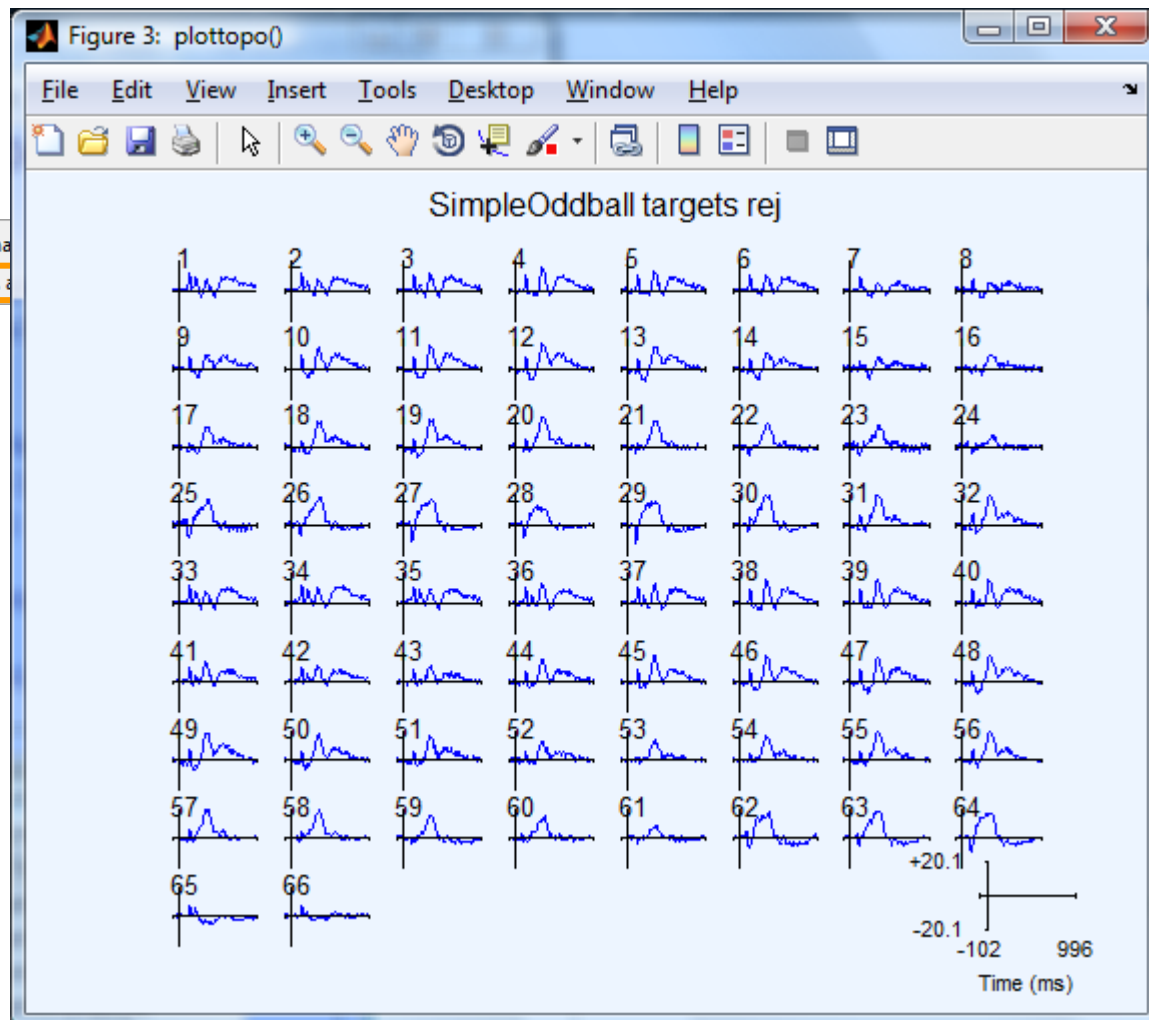 Figure 3: plottopo()
File Edit View Insert Tools Desktop Window Help
SimpleOddball targets rej
1 2 3 4 5 6 7 8
9 10 11 12 13 14 15 16
17 18 19 20 21 22 23 24
25 26 27 28 29 30 31 32
33 34 35 36 37 38 39 40
41 42 43 44 45 46 47 48
49 50 51 52 53 54 55 56
57 58 59 60 61 62 63 64
65 66
+20.1
-20.1
-102 996
Time (ms)